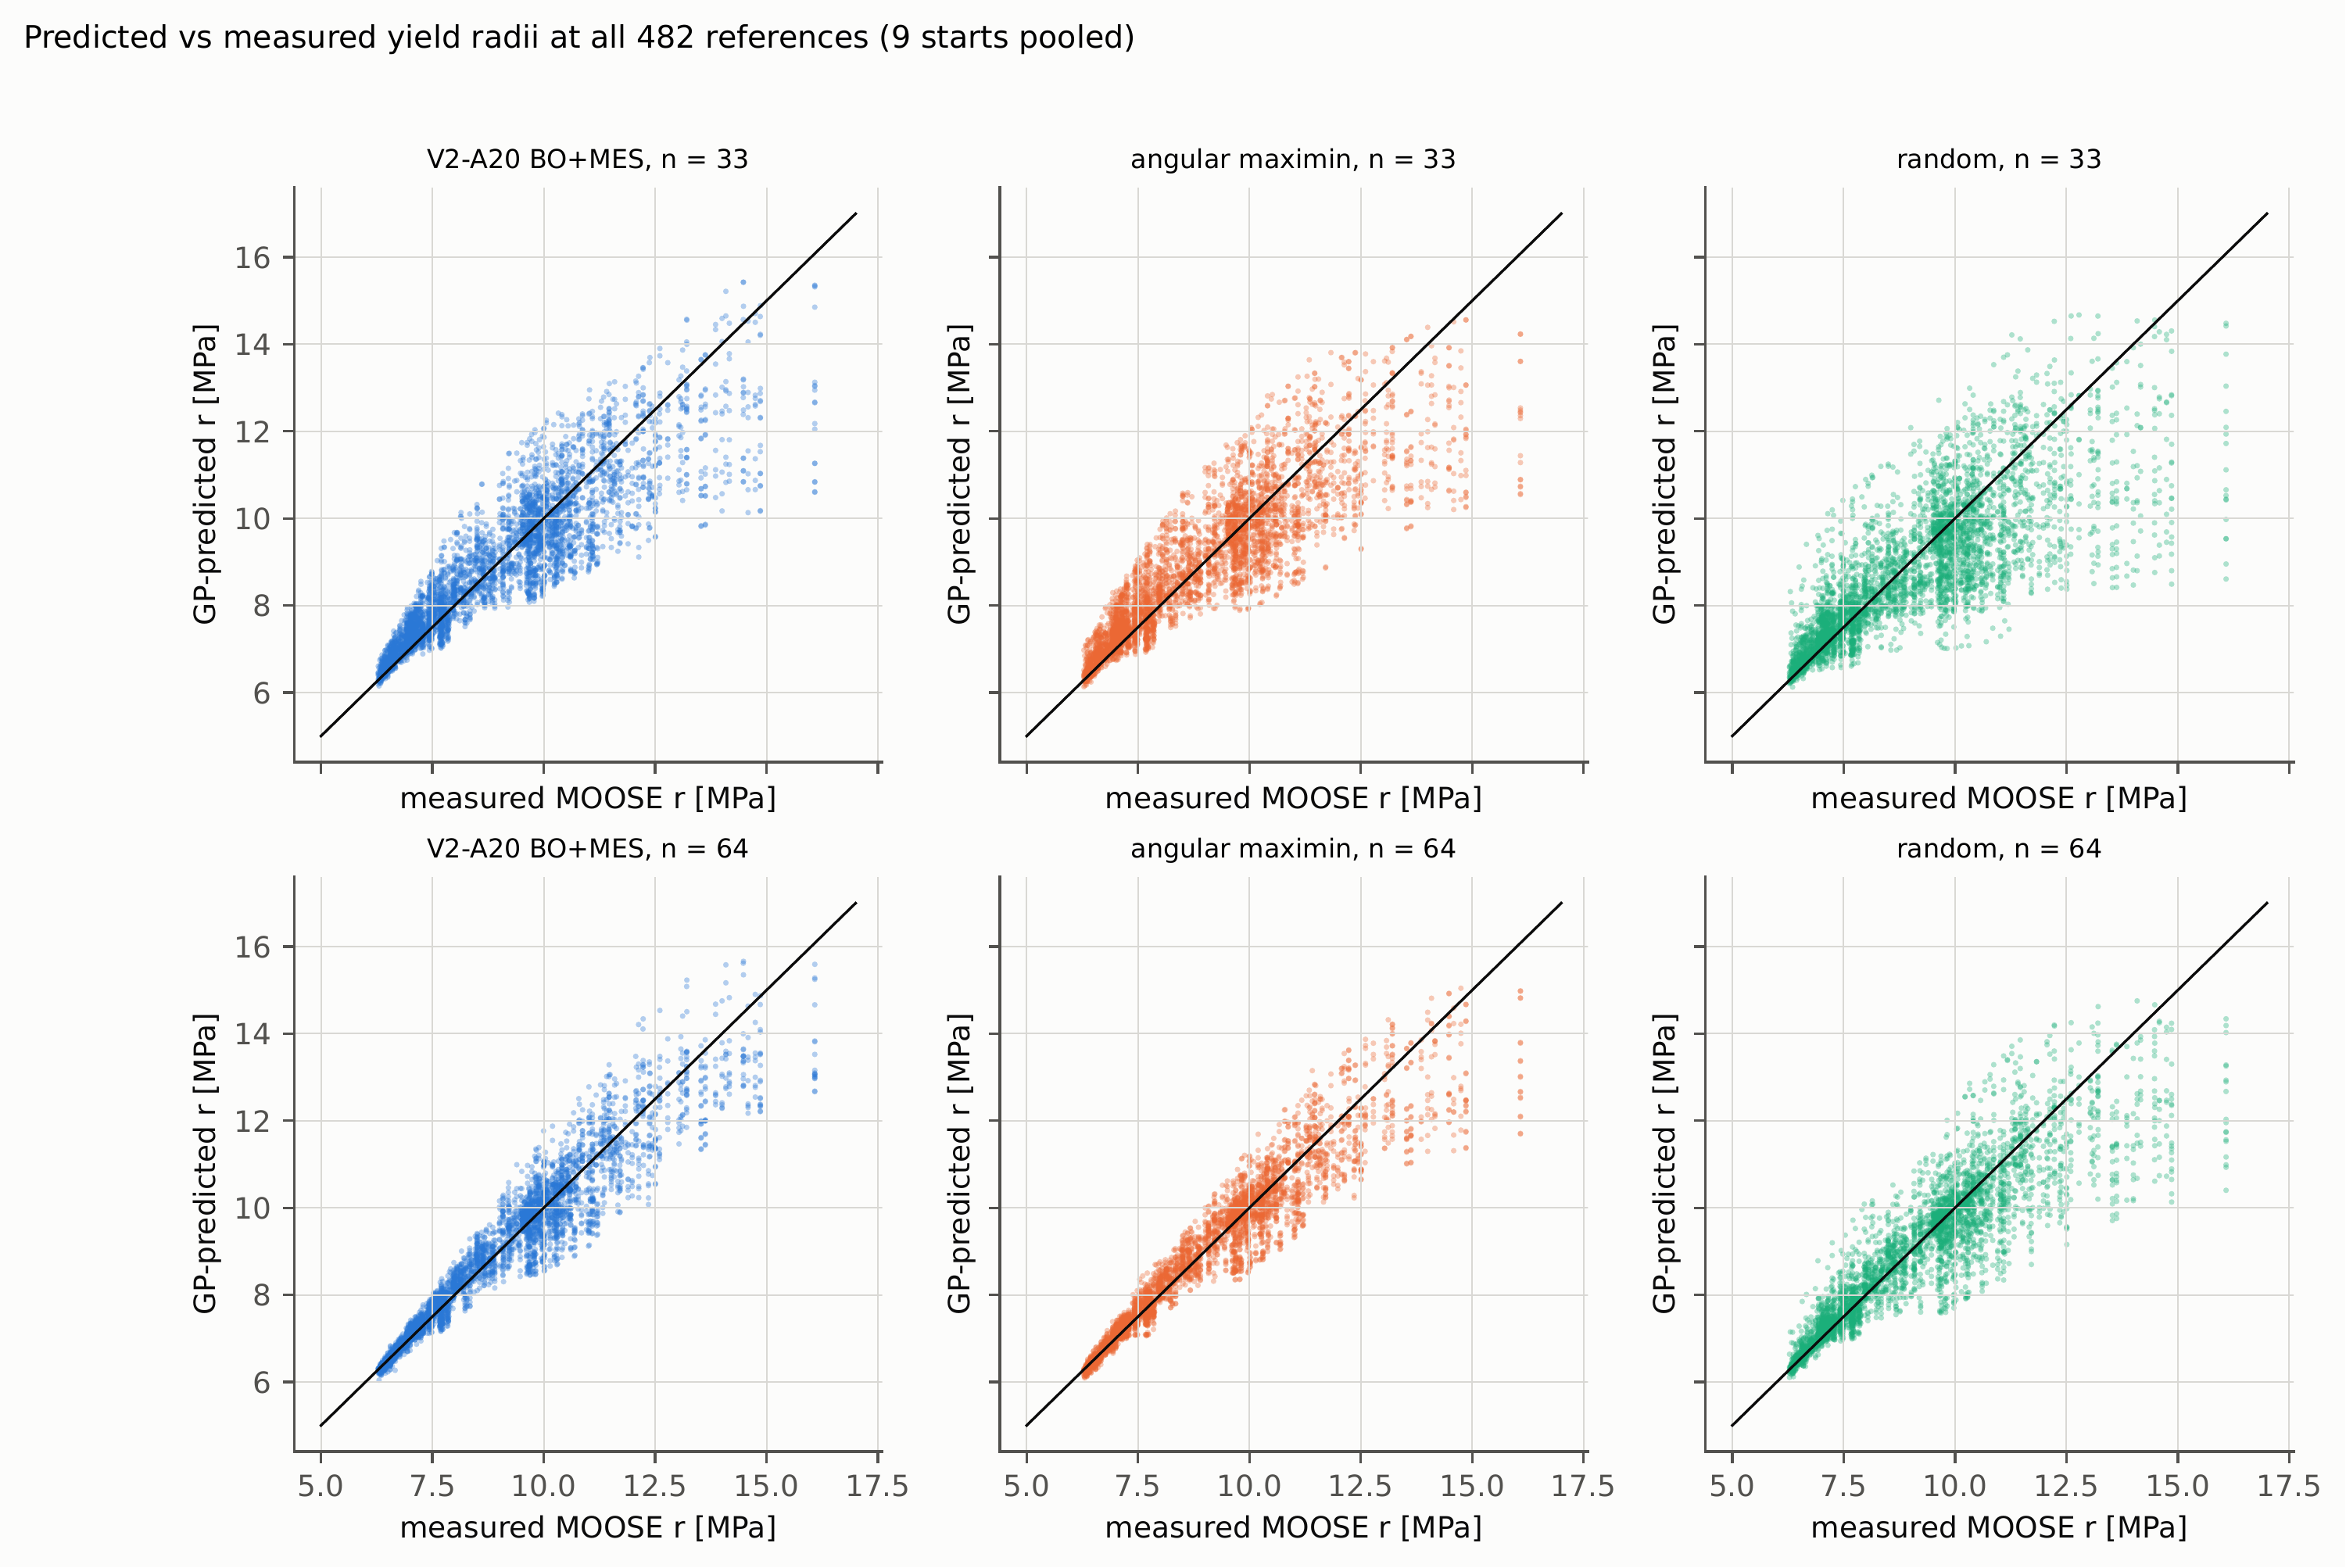 Predicted vs measured yield radii at all 482 references (9 starts pooled)
V2-A20 BO+MES, n = 33
angular maximin, n = 33
random, n = 33
GP-predicted r [MPa]
16
14
12
10
8
6
GP-predicted r [MPa]
GP-predicted r [MPa]
measured MOOSE r [MPa]
measured MOOSE r [MPa]
measured MOOSE r [MPa]
V2-A20 BO+MES, n = 64
angular maximin, n = 64
random, n = 64
GP-predicted r [MPa]
16
14
12
10
8
6
GP-predicted r [MPa]
GP-predicted r [MPa]
5.0 7.5 10.0 12.5 15.0 17.5
5.0 7.5 10.0 12.5 15.0 17.5
5.0 7.5 10.0 12.5 15.0 17.5
measured MOOSE r [MPa]
measured MOOSE r [MPa]
measured MOOSE r [MPa]